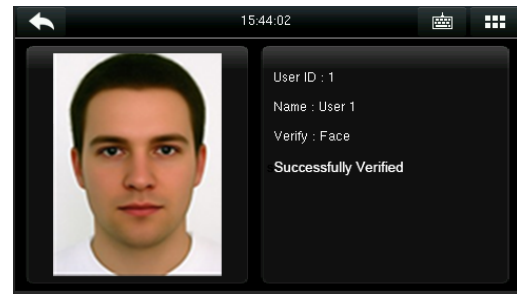 15:44:02
User ID : 1
Name : User 1
Verify : Face
Successfully Verified